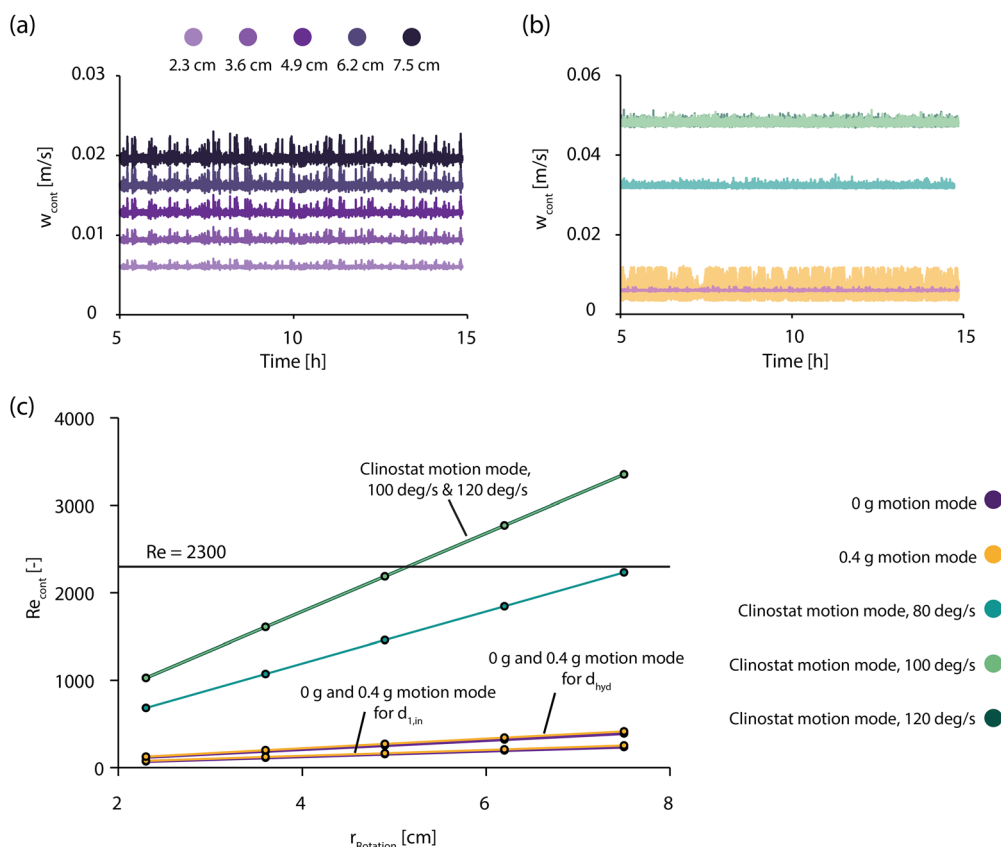 (a)
2.3 cm 3.6 cm 4.9 cm 6.2 cm 7.5 cm
0.03
0.02
0.01
0
w_cont [m/s]
5 10 15
Time [h]
(b)
0.06
0.04
0.02
0
w_cont [m/s]
5 10 15
Time [h]
(c)
4000
3000
2000
1000
0
Re_cont [-]
Clinostat motion mode,
100 deg/s & 120 deg/s
Re = 2300
0 g and 0.4 g motion mode
for d_hyd
0 g and 0.4 g motion mode
for d_1,in
2 4 6 8
r_Rotation [cm]
0 g motion mode
0.4 g motion mode
Clinostat motion mode, 80 deg/s
Clinostat motion mode, 100 deg/s
Clinostat motion mode, 120 deg/s